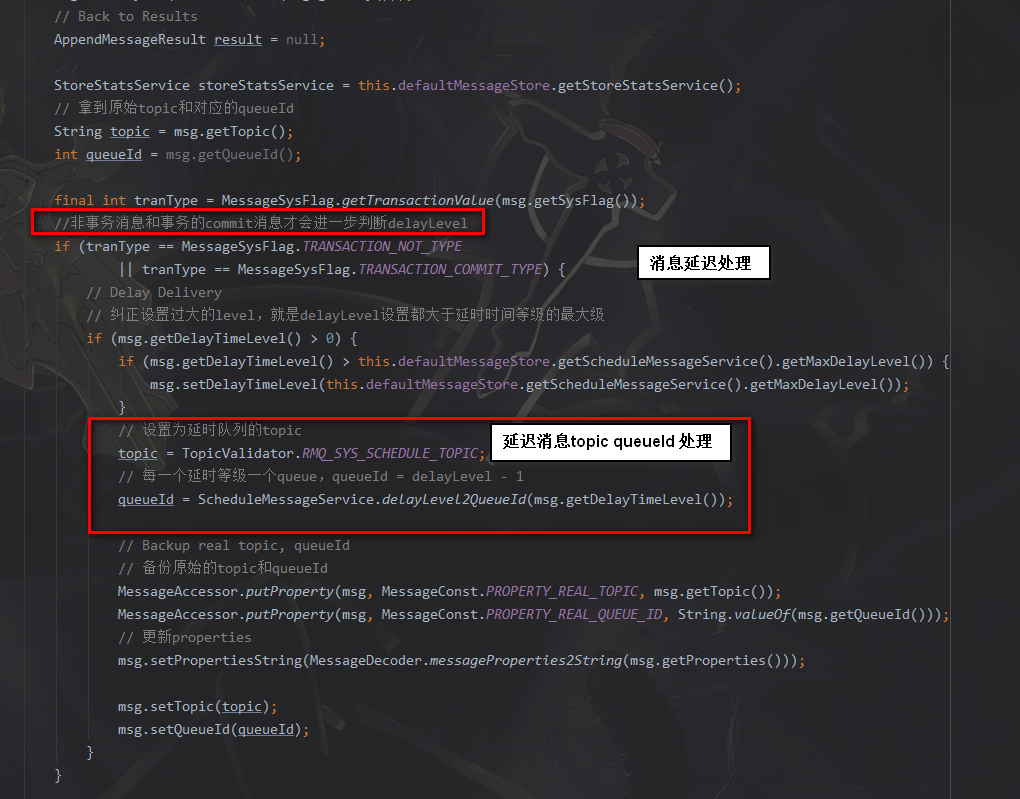 // Back to Results
AppendMessageResult result = null;
StoreStatsService storeStatsService = this.defaultMessageStore.getStoreStatsService();
// 拿到原始topic和对应的queueId
String topic = msg.getTopic();
int queueId = msg.getQueueId();
final int tranType = MessageSysFlag.getTransactionValue(msg.getSysFlag());
//非事务消息和事务的commit消息才会进一步判断delayLevel
if (tranType == MessageSysFlag.TRANSACTION_NOT_TYPE
|| tranType == MessageSysFlag.TRANSACTION_COMMIT_TYPE) {
消息延迟处理
// Delay Delivery
// 纠正设置过大的level，就是delayLevel设置都大于延时时间等级的最大级
if (msg.getDelayTimeLevel() > 0) {
if (msg.getDelayTimeLevel() > this.defaultMessageStore.getScheduleMessageService().getMaxDelayLevel()) {
msg.setDelayTimeLevel(this.defaultMessageStore.getScheduleMessageService().getMaxDelayLevel());
}
// 设置为延时队列的topic
延迟消息topic queueId 处理
topic = TopicValidator.RMQ_SYS_SCHEDULE_TOPIC;
// 每一个延时等级一个queue，queueId = delayLevel - 1
queueId = ScheduleMessageService.delayLevel2QueueId(msg.getDelayTimeLevel());
// Backup real topic, queueId
// 备份原始的topic和queueId
MessageAccessor.putProperty(msg, MessageConst.PROPERTY_REAL_TOPIC, msg.getTopic());
MessageAccessor.putProperty(msg, MessageConst.PROPERTY_REAL_QUEUE_ID, String.valueOf(msg.getQueueId()));
// 更新properties
msg.setPropertiesString(MessageDecoder.messageProperties2String(msg.getProperties()));
msg.setTopic(topic);
msg.setQueueId(queueId);
}
}